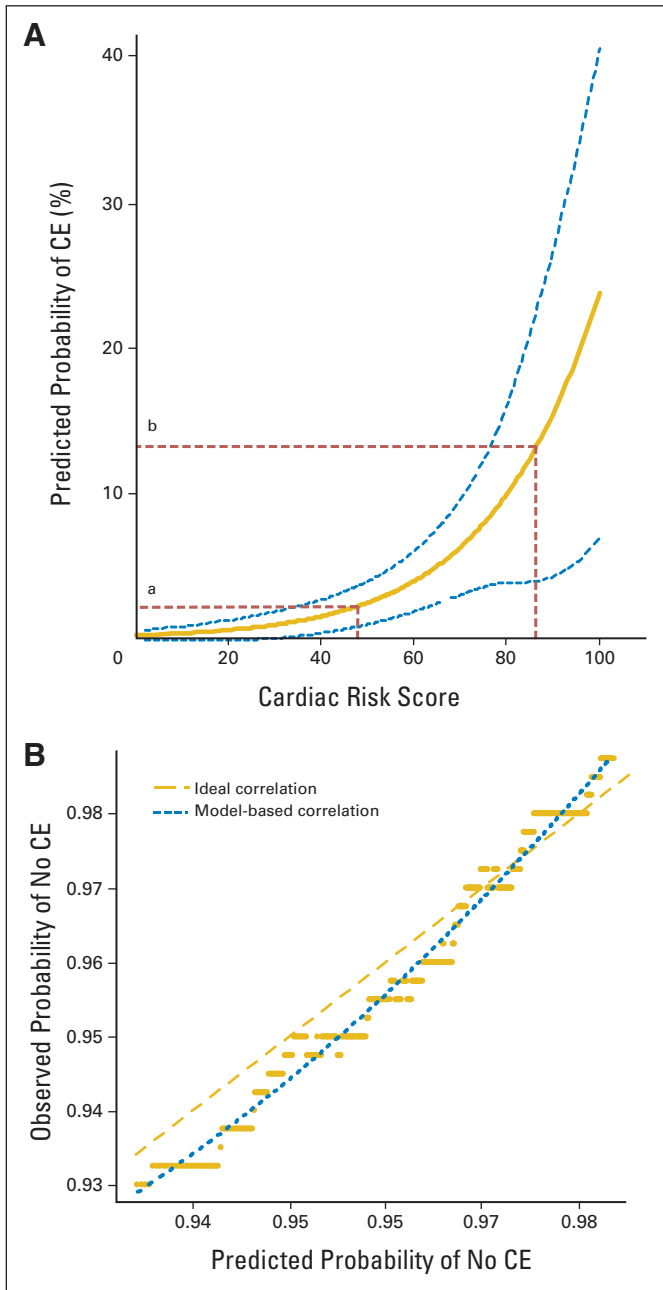 A
40
30
20
10
Predicted Probability of CE (%)
b
a
0 20 40 60 80 100
Cardiac Risk Score
B
Ideal correlation
Model-based correlation
0.98
0.97
0.96
0.95
0.94
0.93
Observed Probability of No CE
0.94 0.95 0.95 0.97 0.98
Predicted Probability of No CE